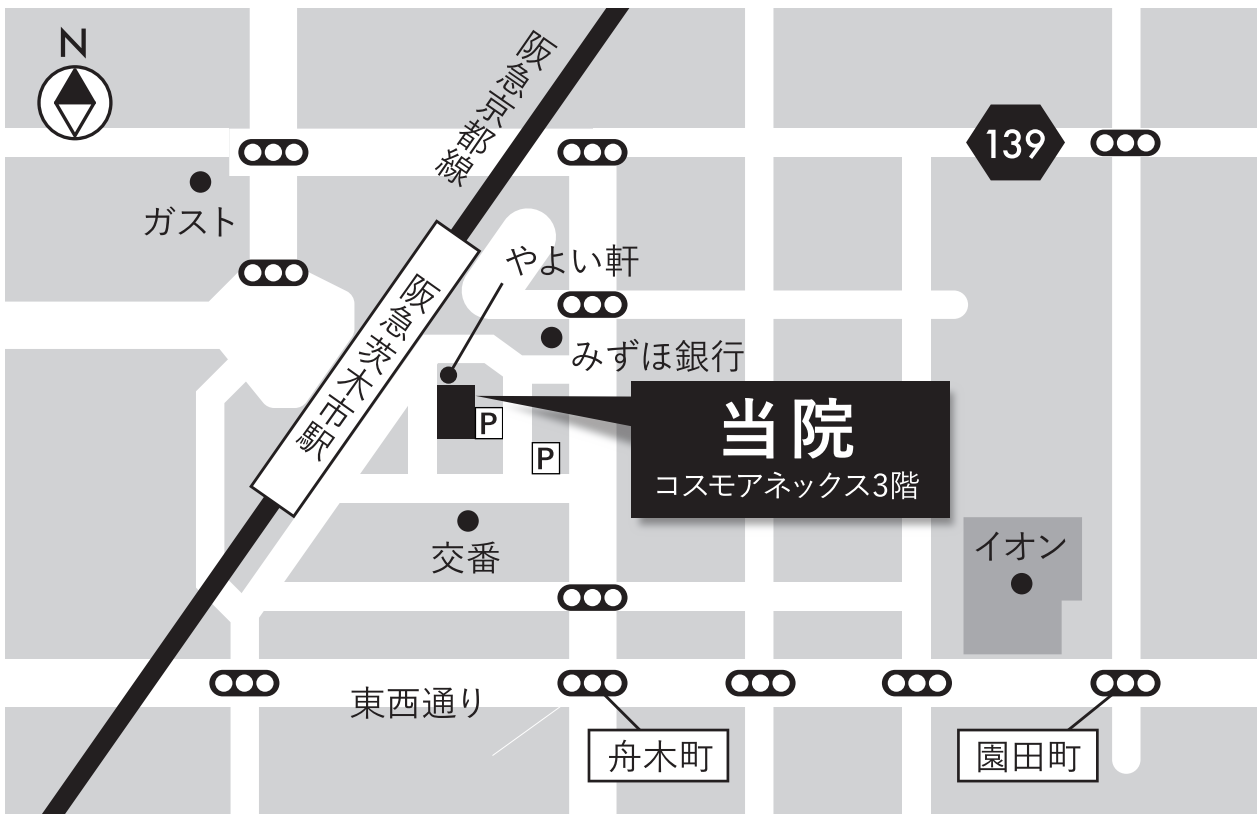 N
阪急京都線
139
ガスト
やよい軒
阪急茨木市駅
みずほ銀行
当院
コスモアネックス3階
P
P
交番
イオン
東西通り
舟木町
園田町